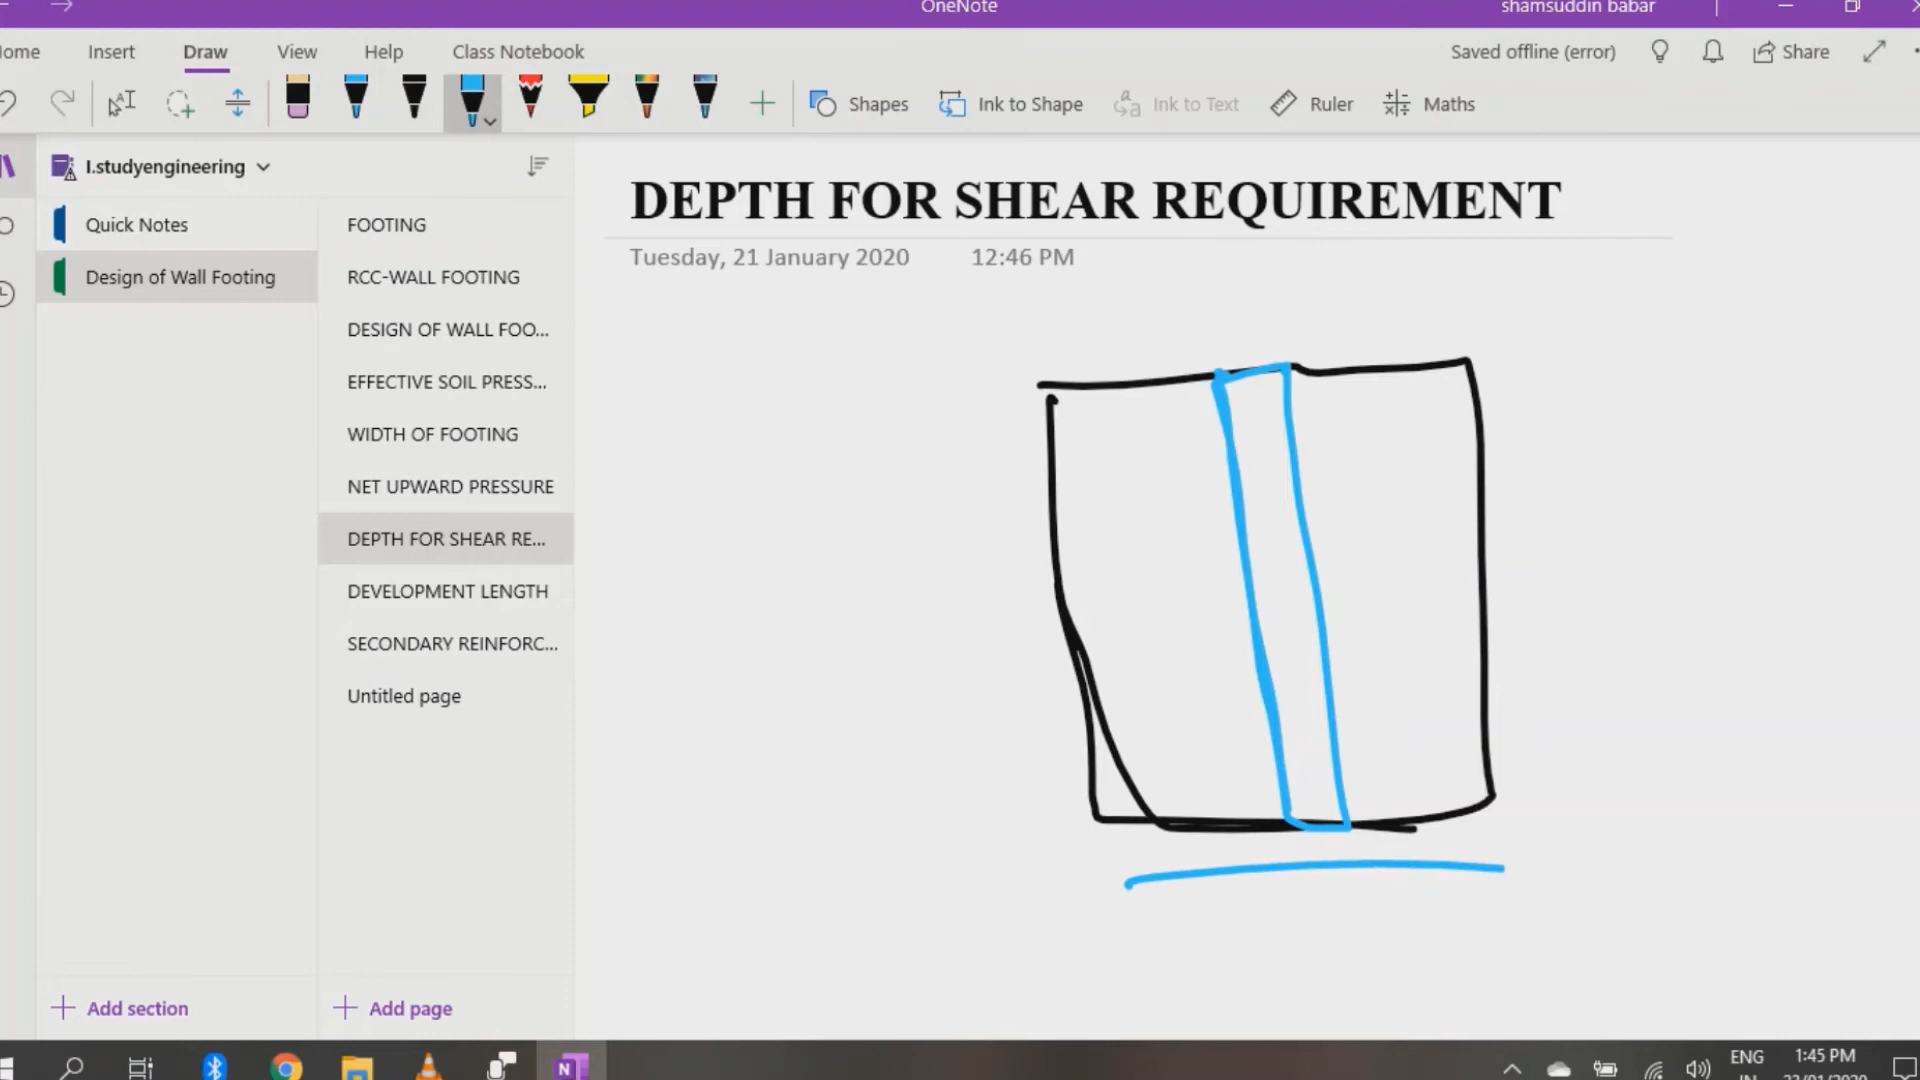 OneNote
shamsuddin babar
Insert
Draw
View
Help
Class Notebook
Saved offline (error)
Share
Shapes
Ink to Shape
Ink to Text
Ruler
Maths
I.studyengineering
Quick Notes
Design of Wall Footing
FOOTING
RCC-WALL FOOTING
DESIGN OF WALL FOO...
EFFECTIVE SOIL PRESS...
WIDTH OF FOOTING
NET UPWARD PRESSURE
DEPTH FOR SHEAR RE...
DEVELOPMENT LENGTH
SECONDARY REINFORC...
Untitled page
Add section
Add page
DEPTH FOR SHEAR REQUIREMENT
Tuesday, 21 January 2020 12:46 PM
ENG
1:45 PM